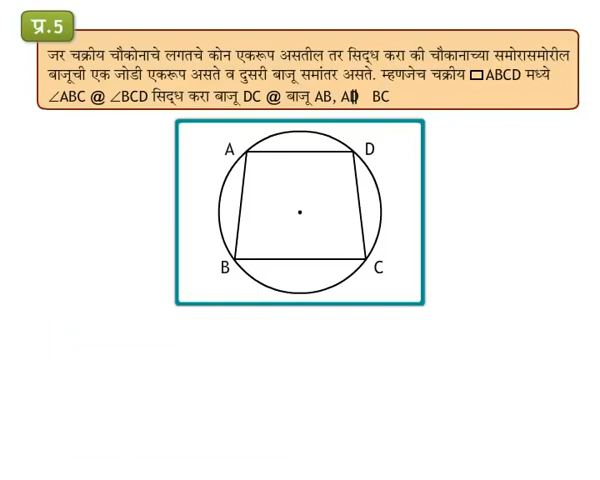 प्र.5
जर चक्रीय चौकोनाचे लगतचे कोन एकरूप असतील तर सिद्ध करा की चौकानाच्या समोरासमोरील
बाजूची एक जोडी एकरूप असते व दुसरी बाजू समांतर असते. म्हणजेच चक्रीय □ABCD मध्ये
∠ABC @ ∠BCD सिद्ध करा बाजू DC @ बाजू AB, AD || BC
A D
B C